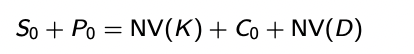 S₀ + P₀ = NV(K) + C₀ + NV(D)